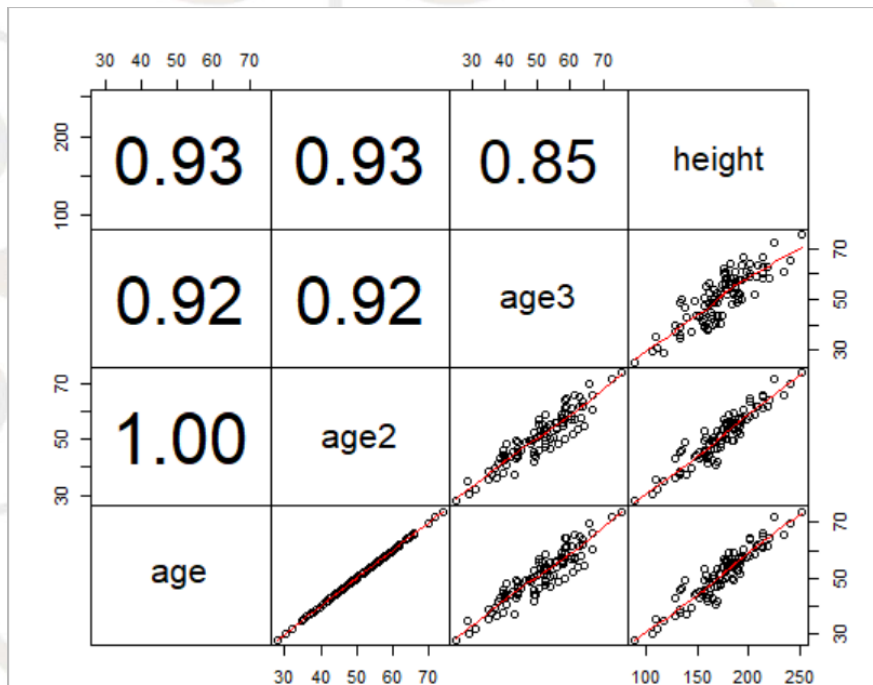 30 40 50 60 70 30 40 50 60 70
100 200
0.93 0.93 0.85 height
0.92 0.92 age3
30 50 70
30 50 70
1.00 age2
age
30 50 70
30 40 50 60 70 100 150 200 250